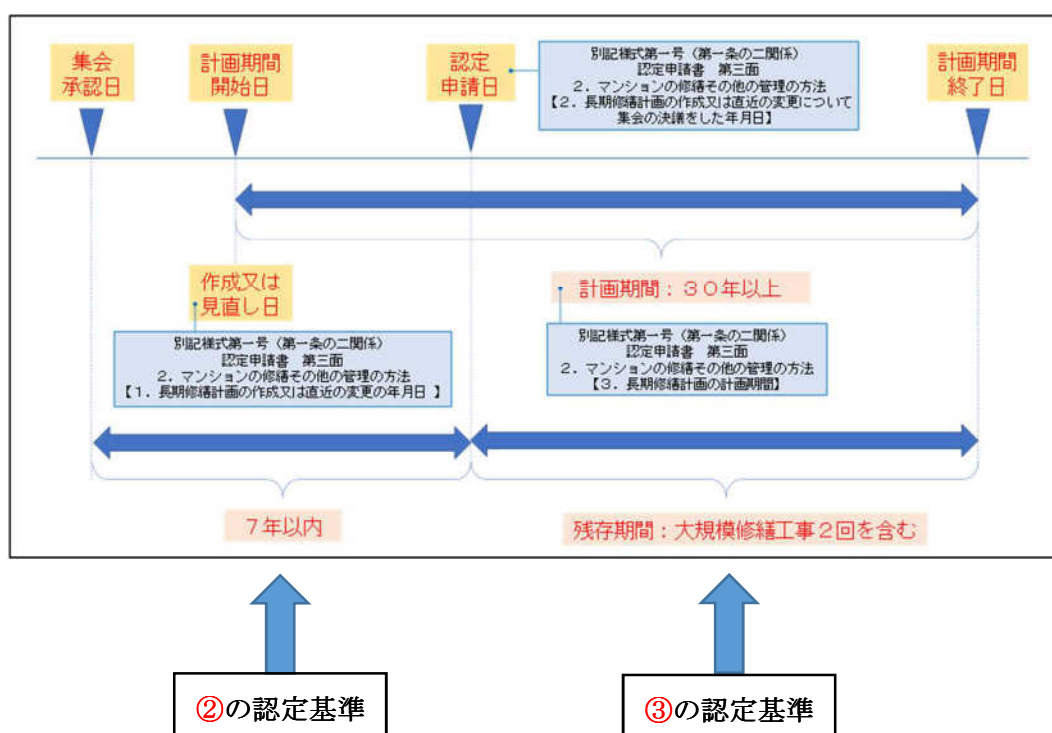 集会
承認日
計画期間
開始日
認定
申請日
別記様式第一号（第一条の二関係）
認定申請書　第三面
２．マンションの修繕その他の管理の方法
【２．長期修繕計画の作成又は直近の変更について
集会の決議をした年月日】
計画期間
終了日
作成又は
見直し日
別記様式第一号（第一条の二関係）
認定申請書　第三面
２．マンションの修繕その他の管理の方法
【１．長期修繕計画の作成又は直近の変更の年月日 】
計画期間：３０年以上
別記様式第一号（第一条の二関係）
認定申請書　第三面
２．マンションの修繕その他の管理の方法
【３．長期修繕計画の計画期間】
７年以内
残存期間：大規模修繕工事２回を含む
②の認定基準
③の認定基準